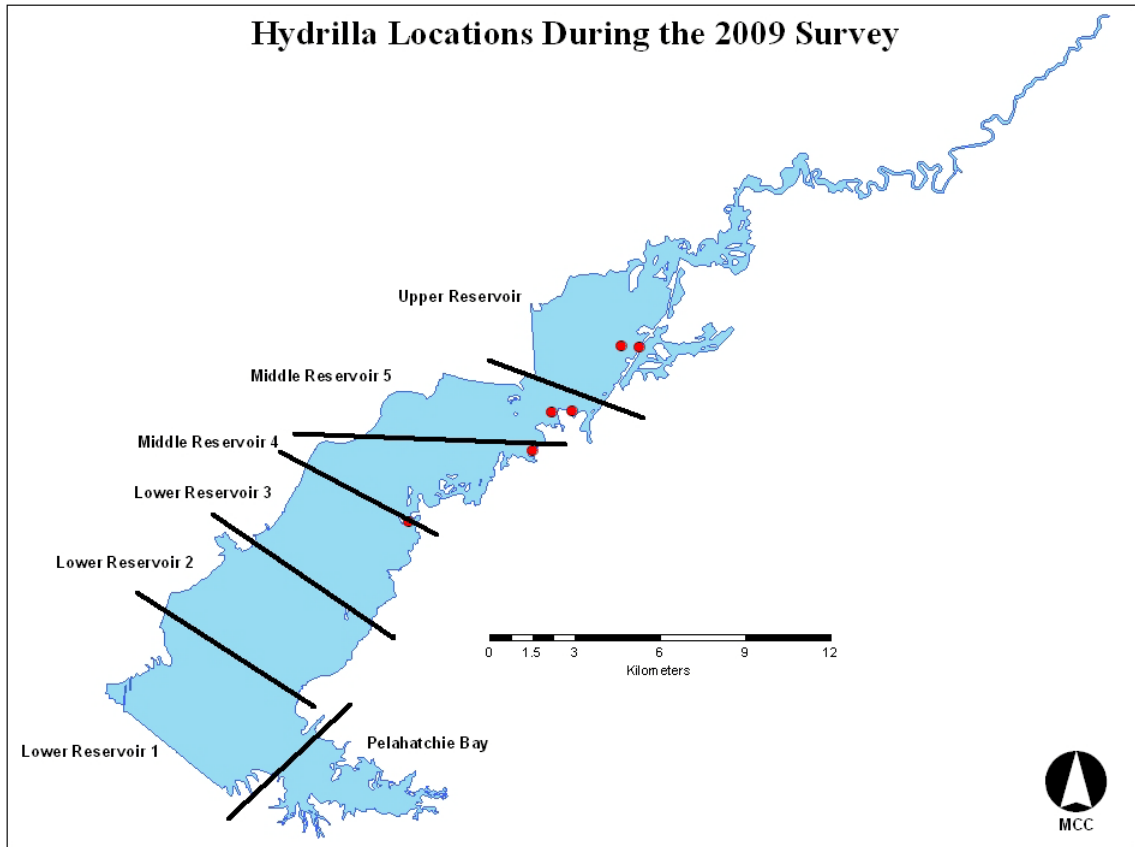 Hydrilla Locations During the 2009 Survey
Upper Reservoir
Middle Reservoir 5
Middle Reservoir 4
Lower Reservoir 3
Lower Reservoir 2
Lower Reservoir 1
Pelahatchie Bay
0 1.5 3 6 9 12
Kilometers
MCC